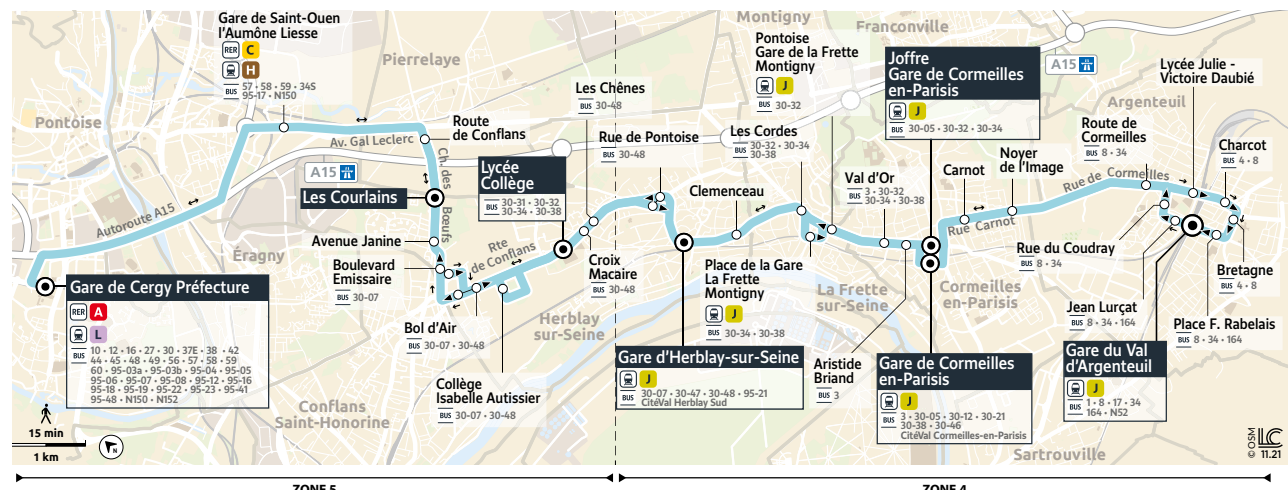 Gare de Saint-Ouen
l'Aumône Liesse
RER C
H
BUS 57 • 58 • 59 • 34S
95-17 • N150
Pierrelaye
Pontoise
Av. Gal Leclerc
Route
de Conflans
Ch. des
Bœufs
A15
Les Courlains
Autoroute A15
Éragny
Avenue Janine
Boulevard
Emissaire
BUS 30-07
Gare de Cergy Préfecture
RER A
L
BUS 10 • 12 • 16 • 27 • 30 • 37E • 38 • 42
44 • 45 • 48 • 49 • 56 • 57 • 58 • 59
60 • 95-03a • 95-03b • 95-04 • 95-05
95-06 • 95-07 • 95-08 • 95-12 • 95-16
95-18 • 95-19 • 95-22 • 95-23 • 95-41
95-48 • N150 • N152
Bol d'Air
BUS 30-07 • 30-48
Collège
Isabelle Autissier
BUS 30-07 • 30-48
Conflans
Saint-Honorine
15 min
1 km
N
Lycée
Collège
BUS 30-31 • 30-32
30-34 • 30-38
Rte
de Conflans
Les Chênes
BUS 30-48
Croix
Macaire
BUS 30-48
Herblay
sur-Seine
Rue de Pontoise
BUS 30-48
Clemenceau
Gare d'Herblay-sur-Seine
J
BUS 30-07 • 30-47 • 30-48 • 95-21
CitéVal Herblay Sud
Montigny
Franconville
Pontoise
Gare de la Frette
Montigny
J
BUS 30-32
Les Cordes
BUS 30-32 • 30-34
30-38
Place de la Gare
La Frette
Montigny
J
BUS 30-34 • 30-38
Val d'Or
BUS 3 • 30-32
30-34 • 30-38
La Frette
sur-Seine
Aristide
Briand
BUS 3
Joffre
Gare de Cormeilles
en-Parisis
J
BUS 30-05 • 30-32 • 30-34
A15
Gare de Cormeilles
en-Parisis
J
BUS 3 • 30-05 • 30-12 • 30-21
30-38 • 30-46
CitéVal Cormeilles-en-Parisis
Carnot
Noyer
de l'Image
Rue Carnot
Cormeilles
en-Parisis
Rue de Cormeilles
Route de
Cormeilles
BUS 8 • 34
Argenteuil
Lycée Julie -
Victoire Daubié
Charcot
BUS 4 • 8
Rue du Coudray
BUS 8 • 34
Bretagne
BUS 4 • 8
Jean Lurçat
BUS 8 • 34 • 164
Place F. Rabelais
BUS 8 • 34 • 164
Gare du Val
d'Argenteuil
J
BUS 1 • 8 • 17 • 34
164 • N52
Sartrouville
© OSM
LC
11.21
ZONE 5
ZONE 4